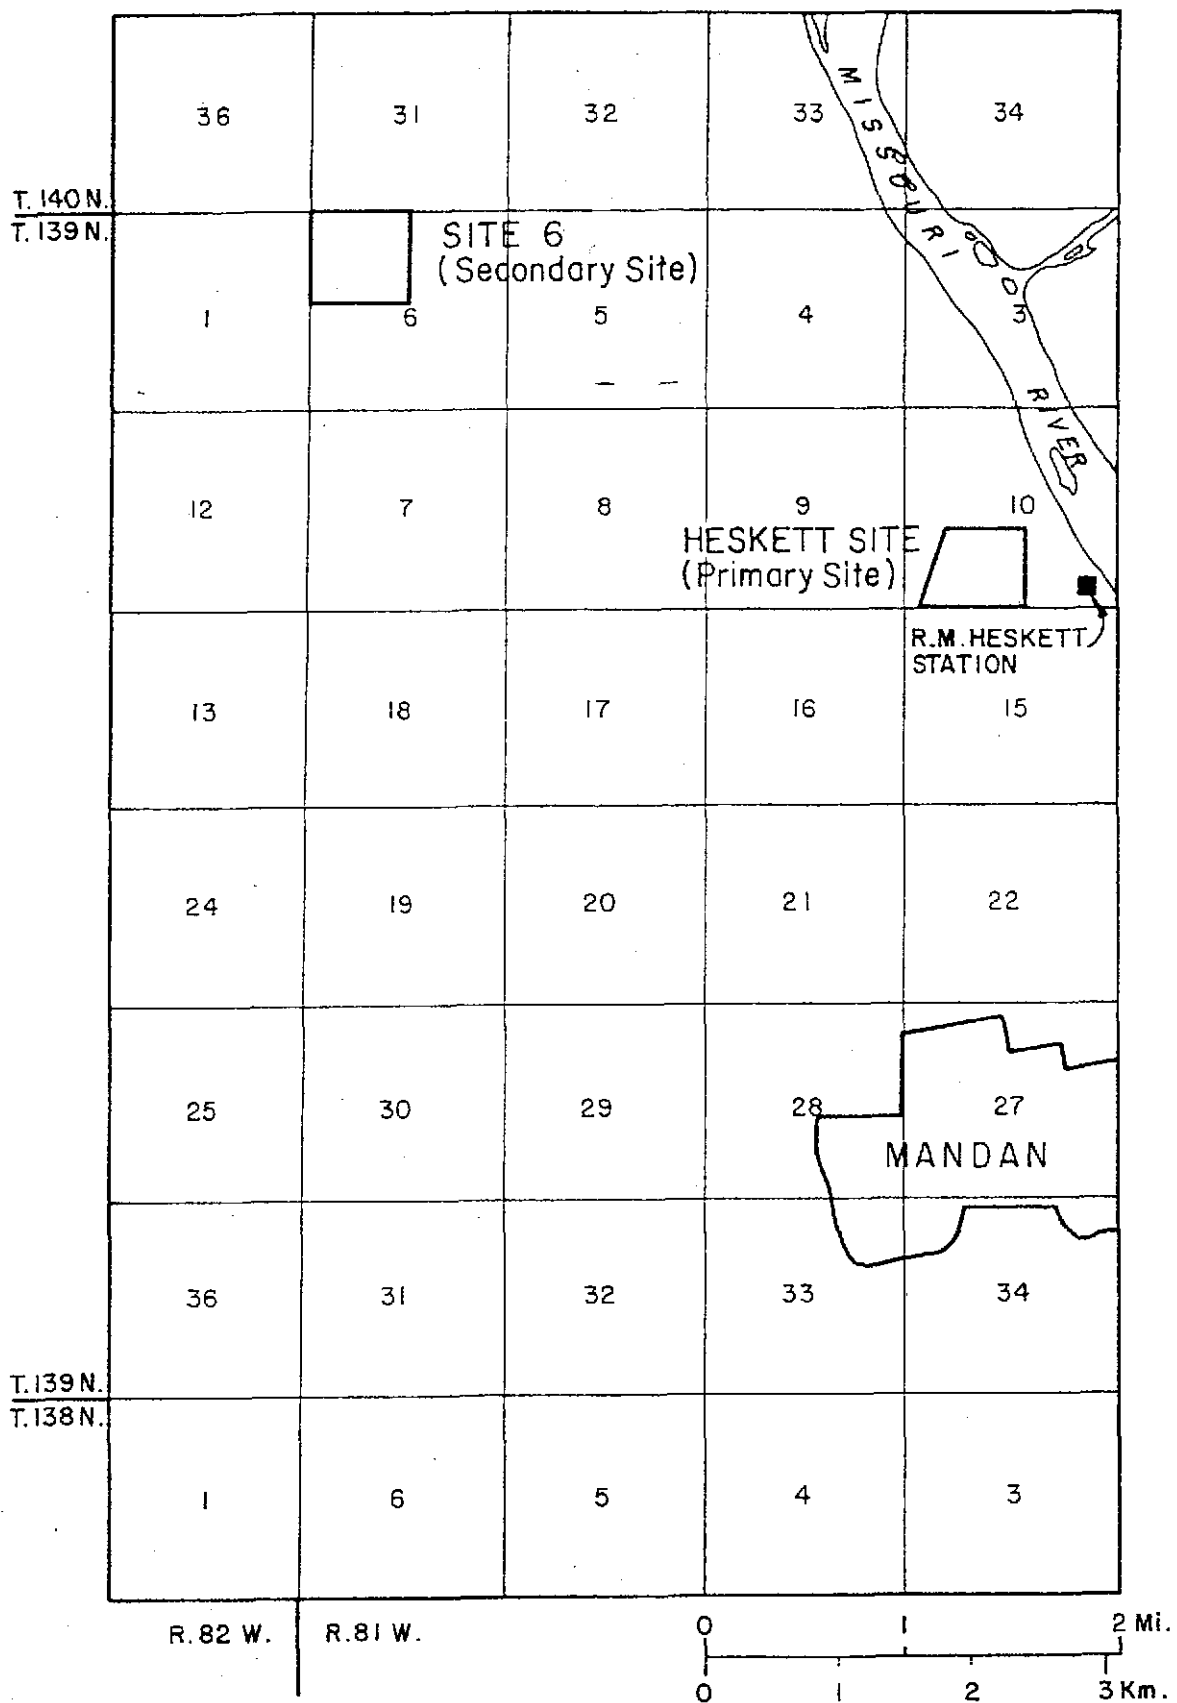 36 31 32 33 34
MISSOURI RIVER
T. 140 N.
T. 139 N.
SITE 6
(Secondary Site)
1 6 5 4 3
12 7 8 9 10
HESKETT SITE
(Primary Site)
R.M. HESKETT
STATION
13 18 17 16 15
24 19 20 21 22
25 30 29 28 27
MANDAN
36 31 32 33 34
T. 139 N.
T. 138 N.
1 6 5 4 3
R. 82 W. R. 81 W.
0 1 2 Mi.
0 1 2 3 Km.